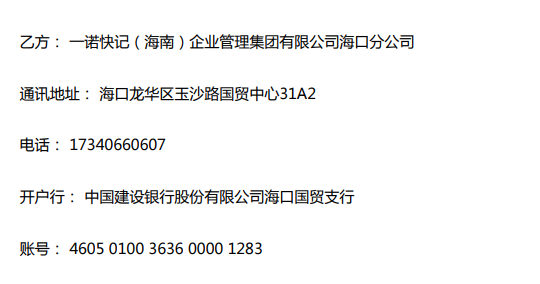 乙方： 一诺快记（海南）企业管理集团有限公司海口分公司
通讯地址： 海口龙华区玉沙路国贸中心31A2
电话： 17340660607
开户行： 中国建设银行股份有限公司海口国贸支行
账号： 4605 0100 3636 0000 1283